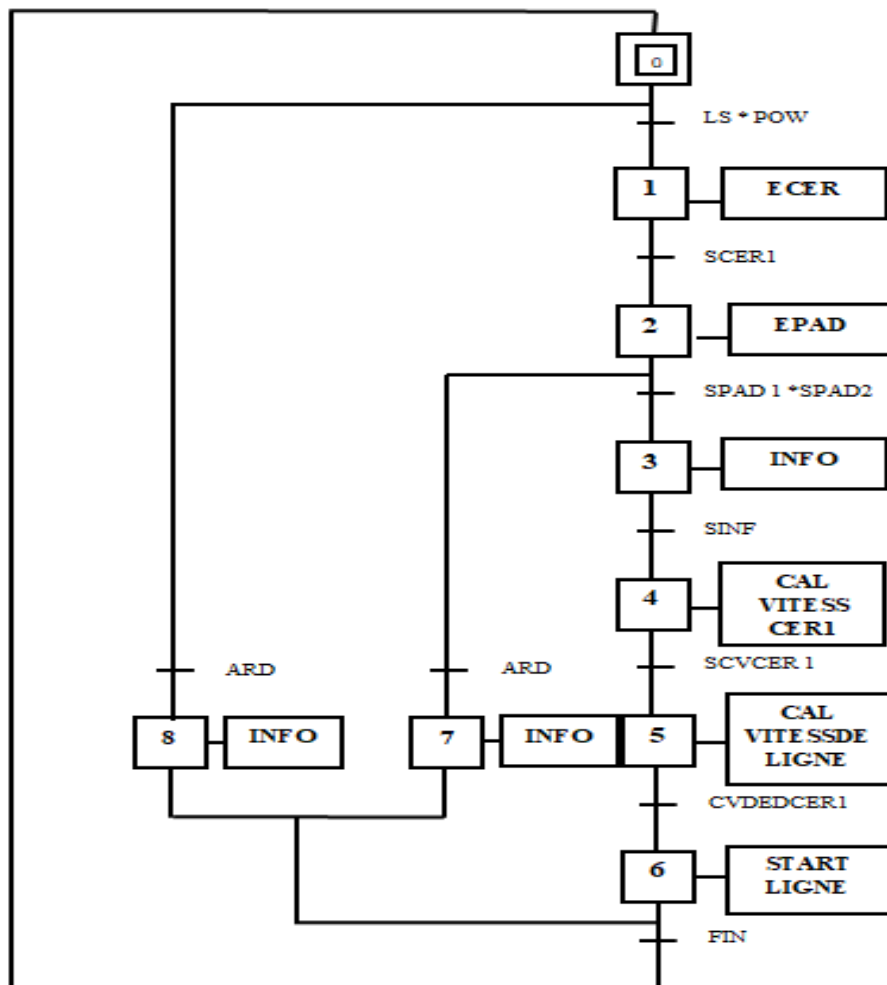 0
LS * POW
1
ECER
SCER1
2
EPAD
SPAD 1 *SPAD2
3
INFO
SINF
4
CAL
VITESS
CER1
ARD
ARD
SCVCER 1
8
INFO
7
INFO
5
CAL
VITESSDE
LIGNE
CVDEDCER1
6
START
LIGNE
FIN